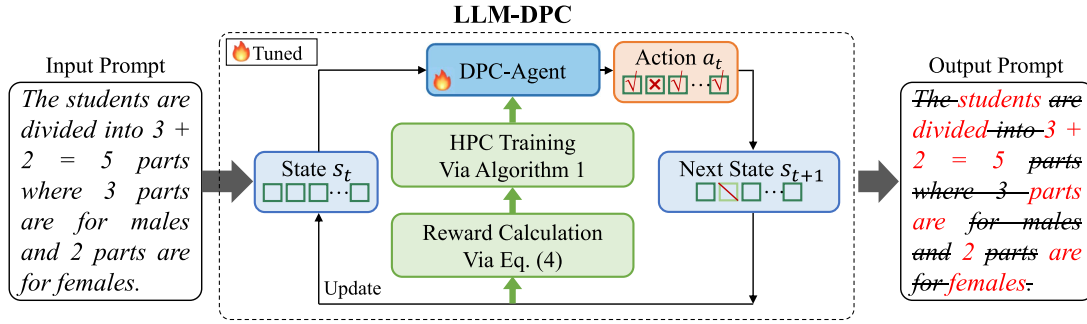 LLM-DPC
Input Prompt
The students are
divided into 3 +
2 = 5 parts
where 3 parts
are for males
and 2 parts are
for females.
Tuned
DPC-Agent
Action a_t
√ × √ ⋯ √
HPC Training
Via Algorithm 1
State s_t
Next State s_{t+1}
Reward Calculation
Via Eq. (4)
Update
Output Prompt
The students are
divided into 3 +
2 = 5 parts
where 3 parts
are for males
and 2 parts are
for females.